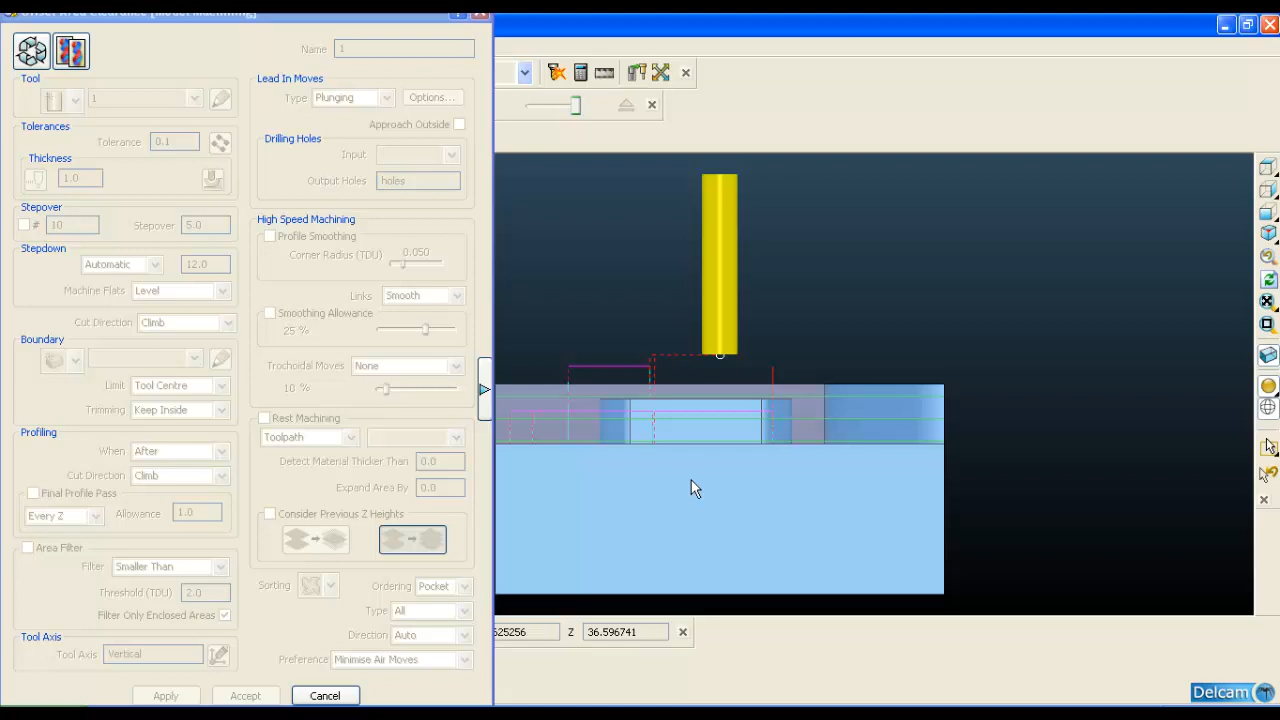 Offset Area Clearance [Model Machining]
Name 1
Tool
1
Tolerances
Tolerance 0.1
Thickness
1.0
Stepover
# 10 Stepover 5.0
Stepdown
Automatic 12.0
Machine Flats Level
Cut Direction Climb
Boundary
Limit Tool Centre
Trimming Keep Inside
Profiling
When After
Cut Direction Climb
Final Profile Pass
Every Z Allowance 1.0
Area Filter
Filter Smaller Than
Threshold (TDU) 2.0
Filter Only Enclosed Areas
Tool Axis
Tool Axis Vertical
Lead In Moves
Type Plunging Options...
Approach Outside
Drilling Holes
Input
Output Holes holes
High Speed Machining
Profile Smoothing
Corner Radius (TDU) 0.050
Links Smooth
Smoothing Allowance
25 %
Trochoidal Moves None
10 %
Rest Machining
Toolpath
Detect Material Thicker Than 0.0
Expand Area By 0.0
Consider Previous Z Heights
Sorting Ordering Pocket
Type All
Direction Auto
Preference Minimise Air Moves
Apply Accept Cancel
525256 Z 36.596741
Delcam